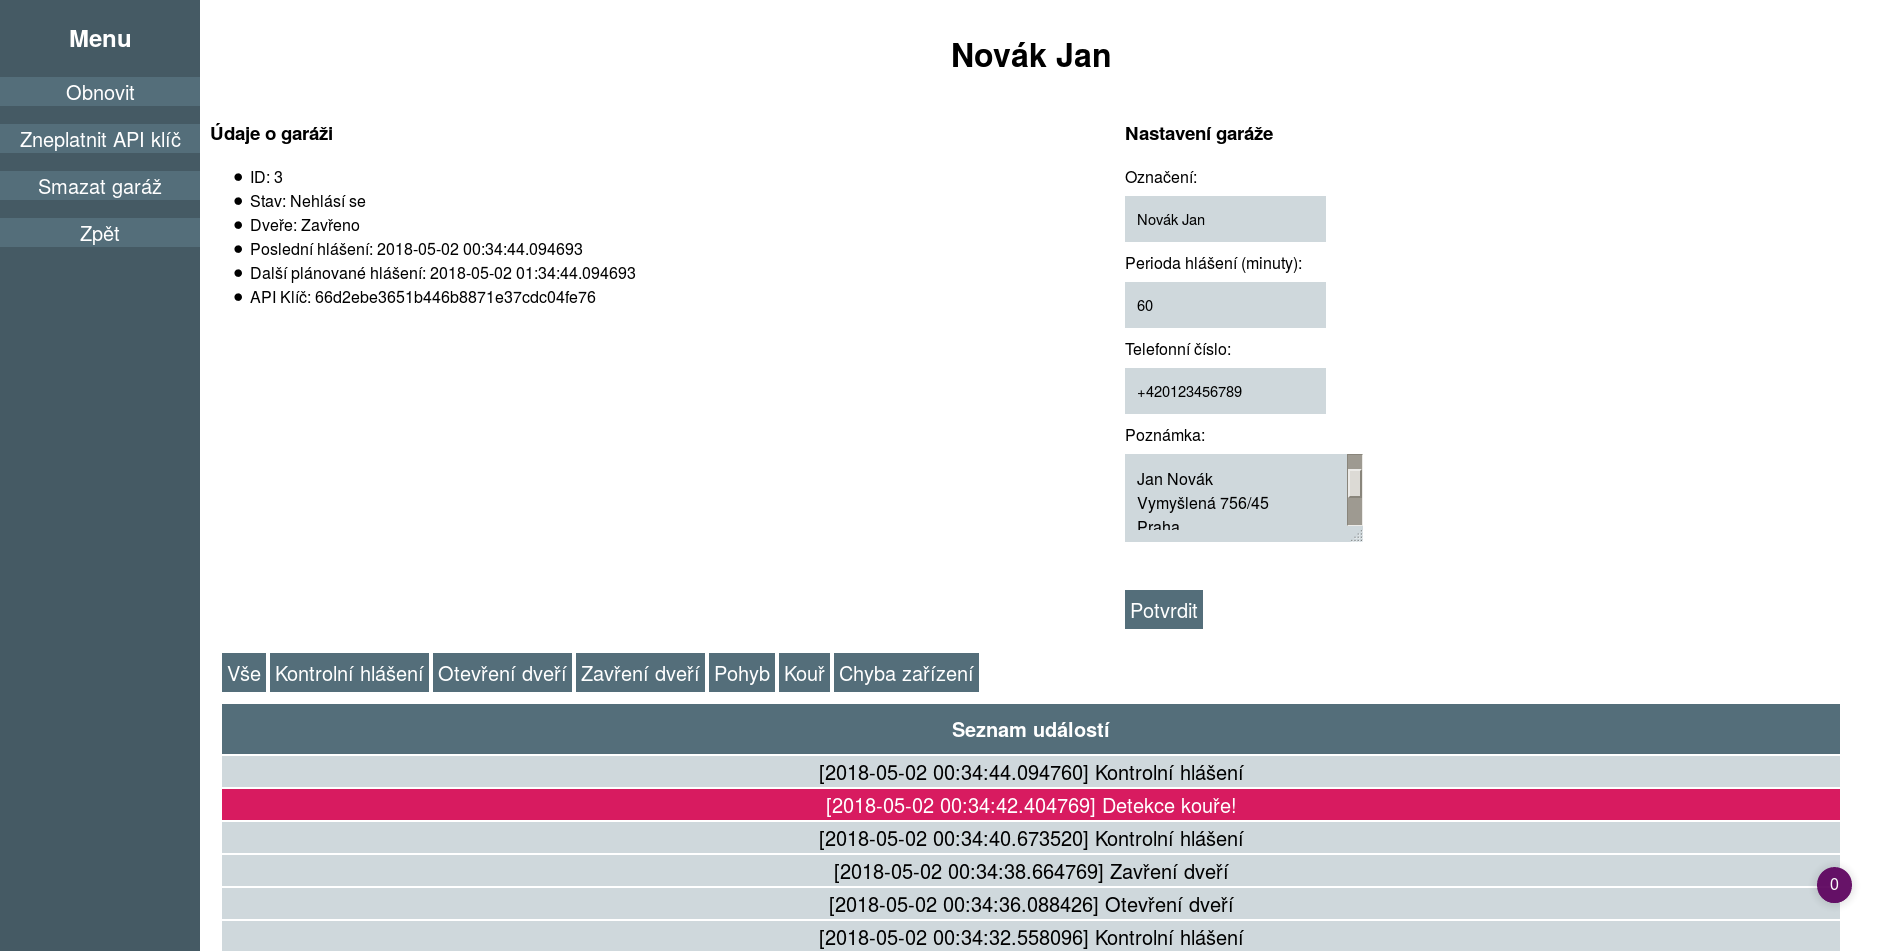 Menu
Obnovit
Zneplatnit API klíč
Smazat garáž
Zpět
Novák Jan
Údaje o garáži
ID: 3
Stav: Nehlásí se
Dveře: Zavřeno
Poslední hlášení: 2018-05-02 00:34:44.094693
Další plánované hlášení: 2018-05-02 01:34:44.094693
API Klíč: 66d2ebe3651b446b8871e37cdc04fe76
Nastavení garáže
Označení:
Novák Jan
Perioda hlášení (minuty):
60
Telefonní číslo:
+420123456789
Poznámka:
Jan Novák
Vymyšlená 756/45
Praha
Potvrdit
Vše Kontrolní hlášení Otevření dveří Zavření dveří Pohyb Kouř Chyba zařízení
Seznam událostí
[2018-05-02 00:34:44.094760] Kontrolní hlášení
[2018-05-02 00:34:42.404769] Detekce kouře!
[2018-05-02 00:34:40.673520] Kontrolní hlášení
[2018-05-02 00:34:38.664769] Zavření dveří
[2018-05-02 00:34:36.088426] Otevření dveří
[2018-05-02 00:34:32.558096] Kontrolní hlášení
0